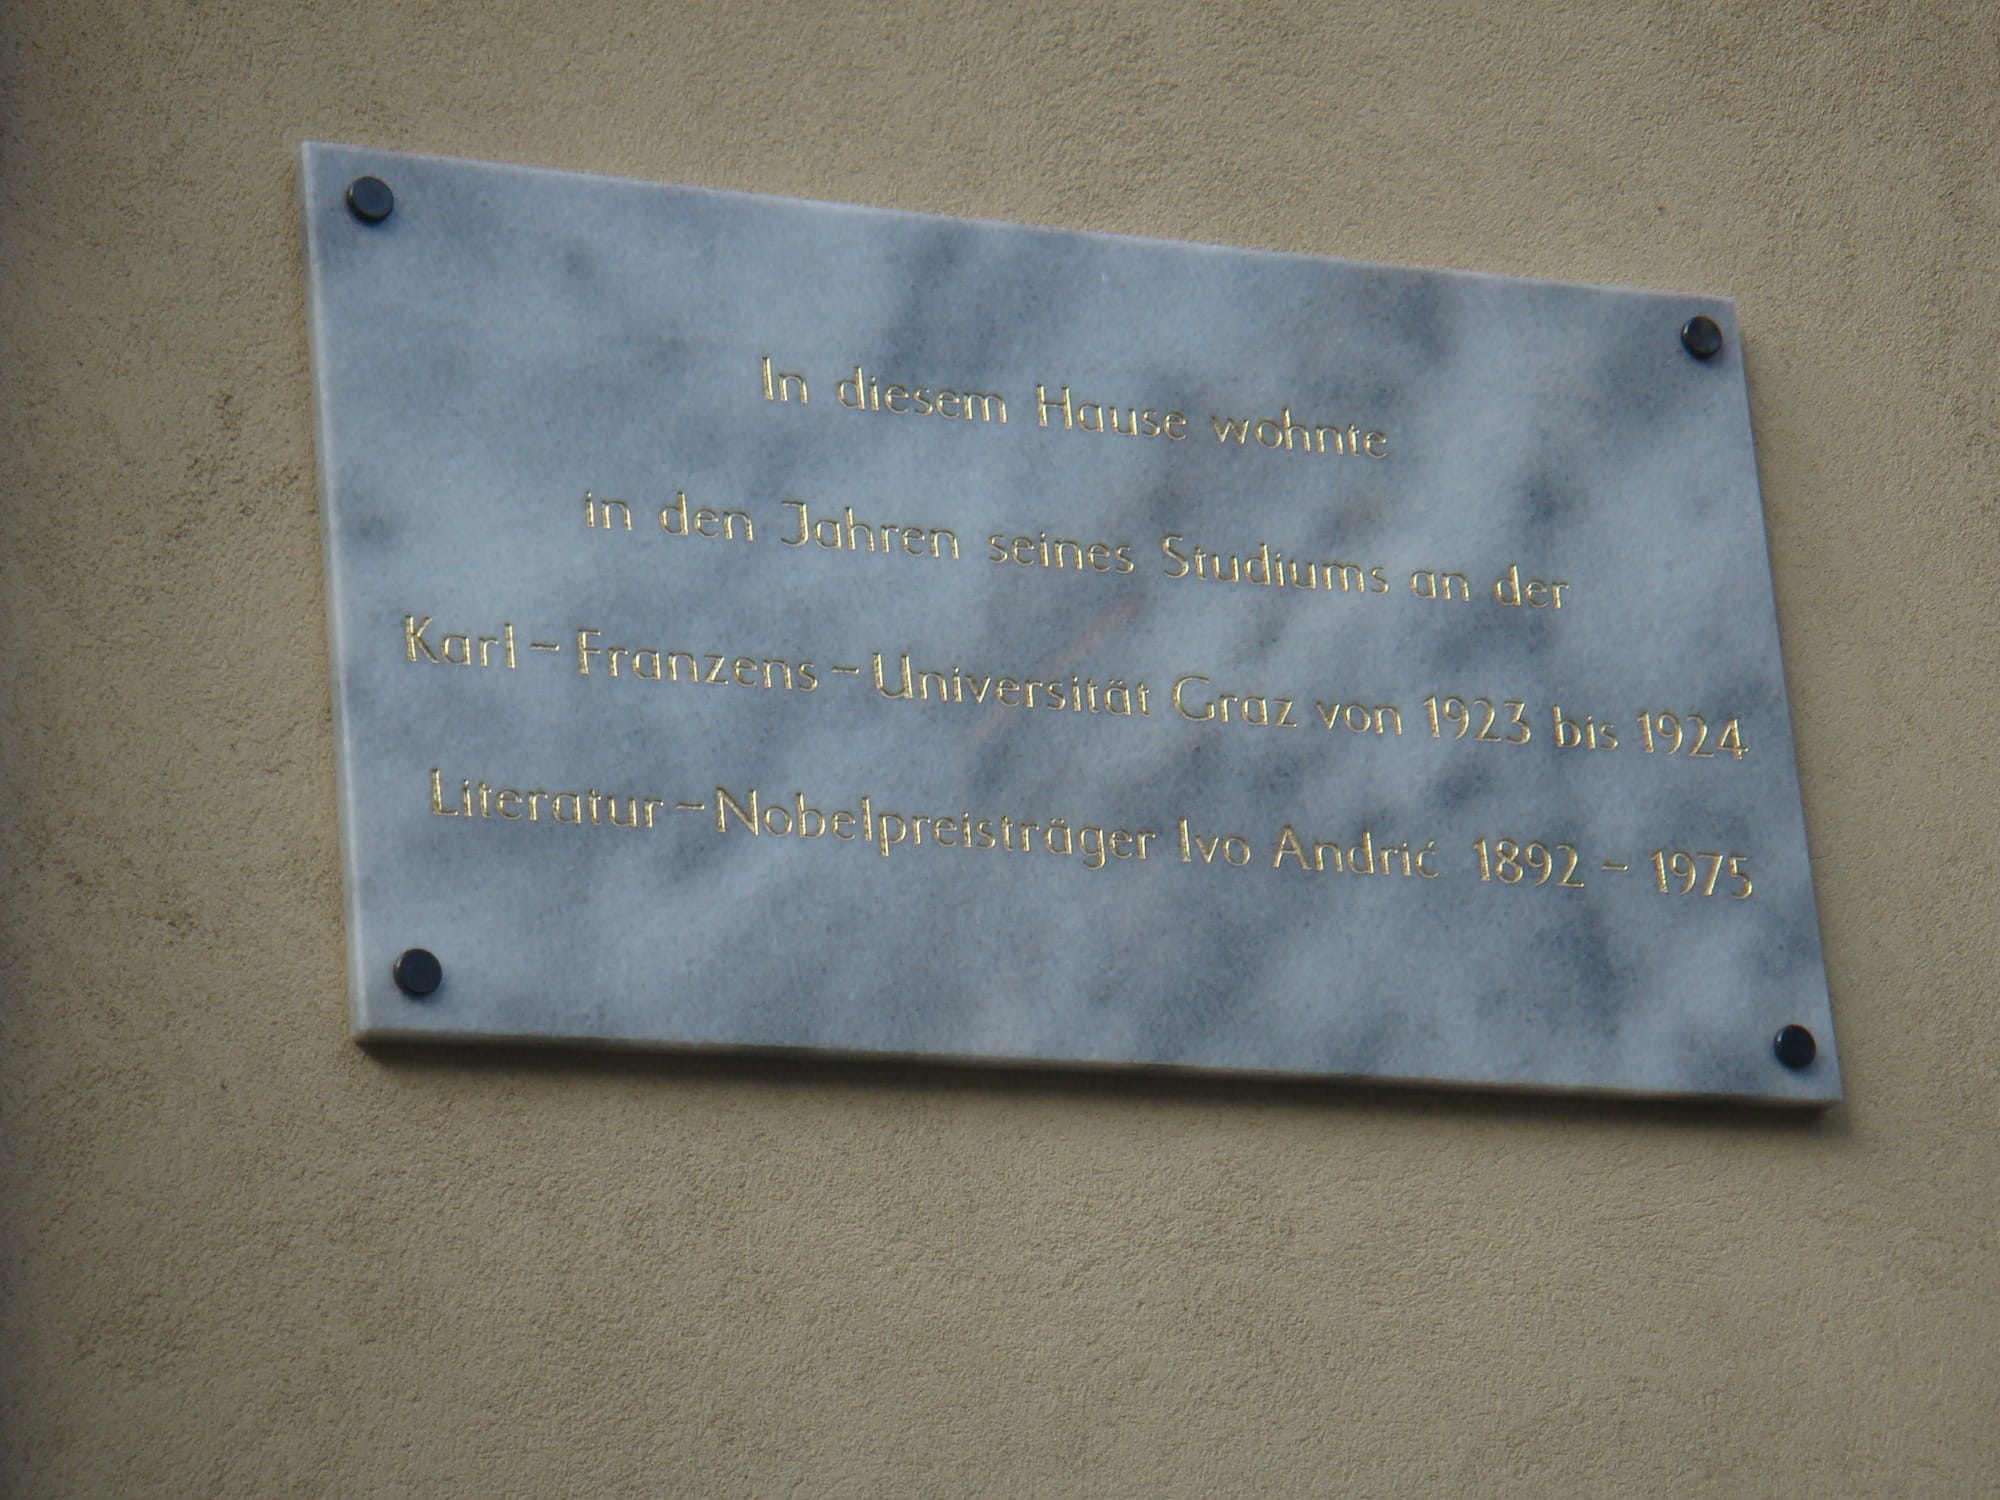 In diesem Hause wohnte
in den Jahren seines Studiums an der
Karl-Franzens-Universität Graz von 1923 bis 1924
Literatur-Nobelpreisträger Ivo Andrić 1892 - 1975